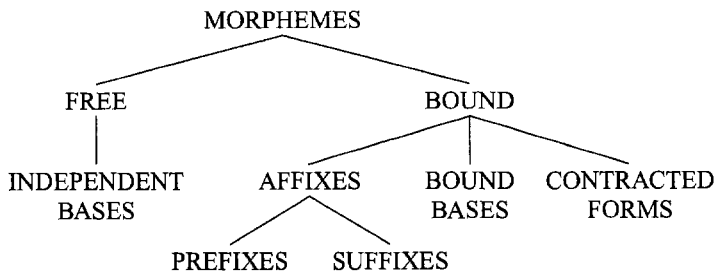 MORPHEMES
FREE
BOUND
INDEPENDENT
BASES
AFFIXES
BOUND
BASES
CONTRACTED
FORMS
PREFIXES
SUFFIXES